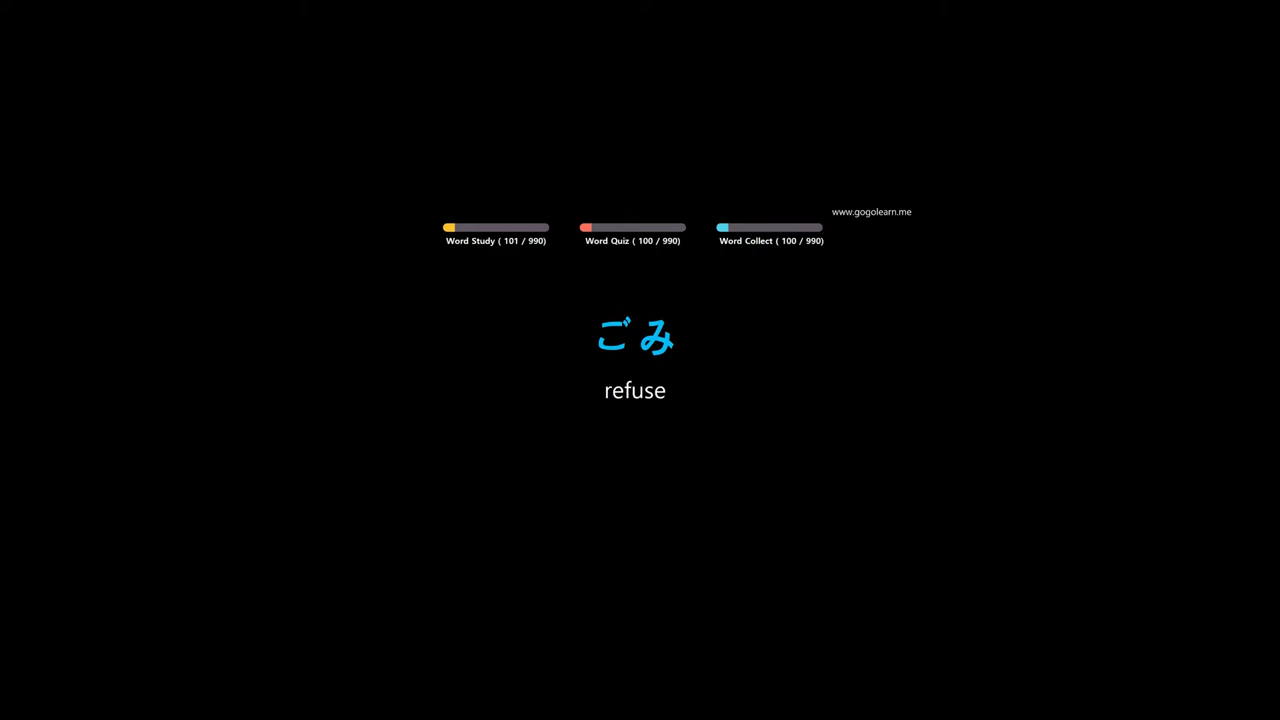 www.gogolearn.me
Word Study ( 101 / 990)
Word Quiz ( 100 / 990)
Word Collect ( 100 / 990)
ごみ
refuse